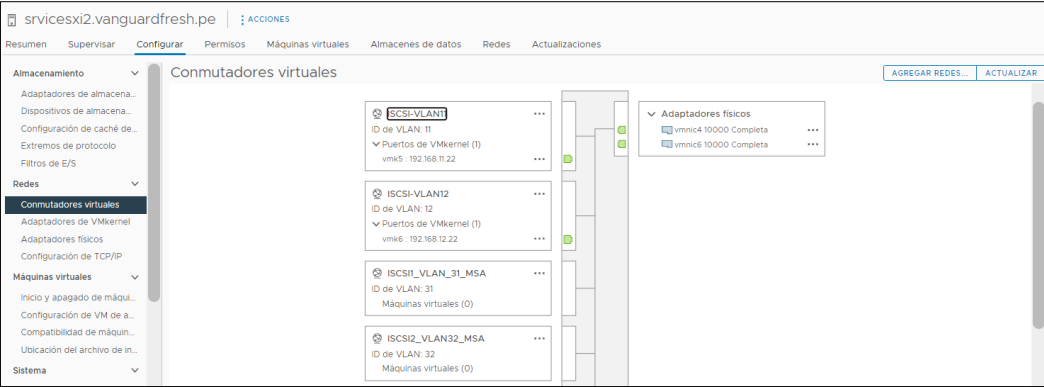 srvicesxi2.vanguardfresh.pe
ACCIONES
Resumen Supervisar Configurar Permisos Máquinas virtuales Almacenes de datos Redes Actualizaciones
Almacenamiento
Adaptadores de almacena...
Dispositivos de almacena...
Configuración de caché de...
Extremos de protocolo
Filtros de E/S
Redes
Conmutadores virtuales
Adaptadores de VMkernel
Adaptadores físicos
Configuración de TCP/IP
Máquinas virtuales
Inicio y apagado de máqui...
Configuración de VM de a...
Compatibilidad de máquin...
Ubicación del archivo de in...
Sistema
Conmutadores virtuales
AGREGAR REDES... ACTUALIZAR
ISCSI-VLAN11 ...
ID de VLAN: 11
Puertos de VMkernel (1)
vmk5 : 192.168.11.22 ...
ISCSI-VLAN12 ...
ID de VLAN: 12
Puertos de VMkernel (1)
vmk6 : 192.168.12.22 ...
ISCSI1_VLAN_31_MSA ...
ID de VLAN: 31
Máquinas virtuales (0)
ISCSI2_VLAN32_MSA ...
ID de VLAN: 32
Máquinas virtuales (0)
Adaptadores físicos
vmnic4 10000 Completa ...
vmnic6 10000 Completa ...